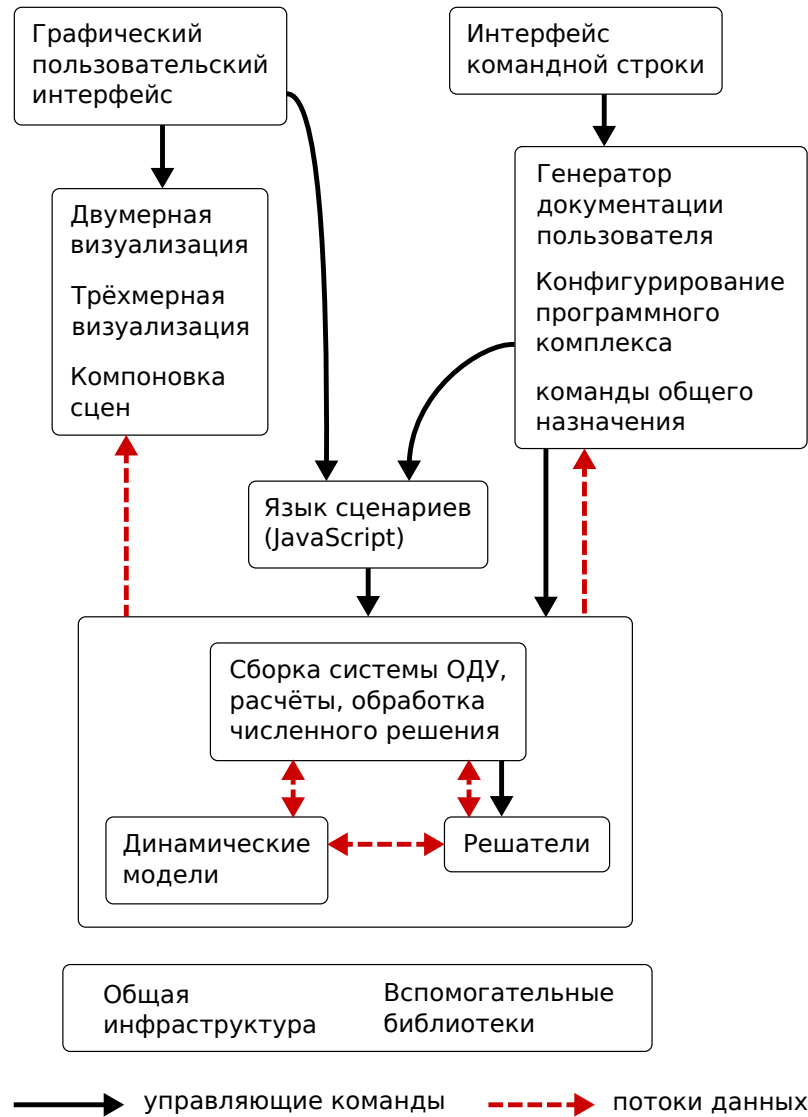 Графический
пользовательский
интерфейс
Интерфейс
командной строки
Двумерная
визуализация
Трёхмерная
визуализация
Компоновка
сцен
Генератор
документации
пользователя
Конфигурирование
программного
комплекса
команды общего
назначения
Язык сценариев
(JavaScript)
Сборка системы ОДУ,
расчёты, обработка
численного решения
Динамические
модели
Решатели
Общая
инфраструктура
Вспомогательные
библиотеки
управляющие команды
потоки данных